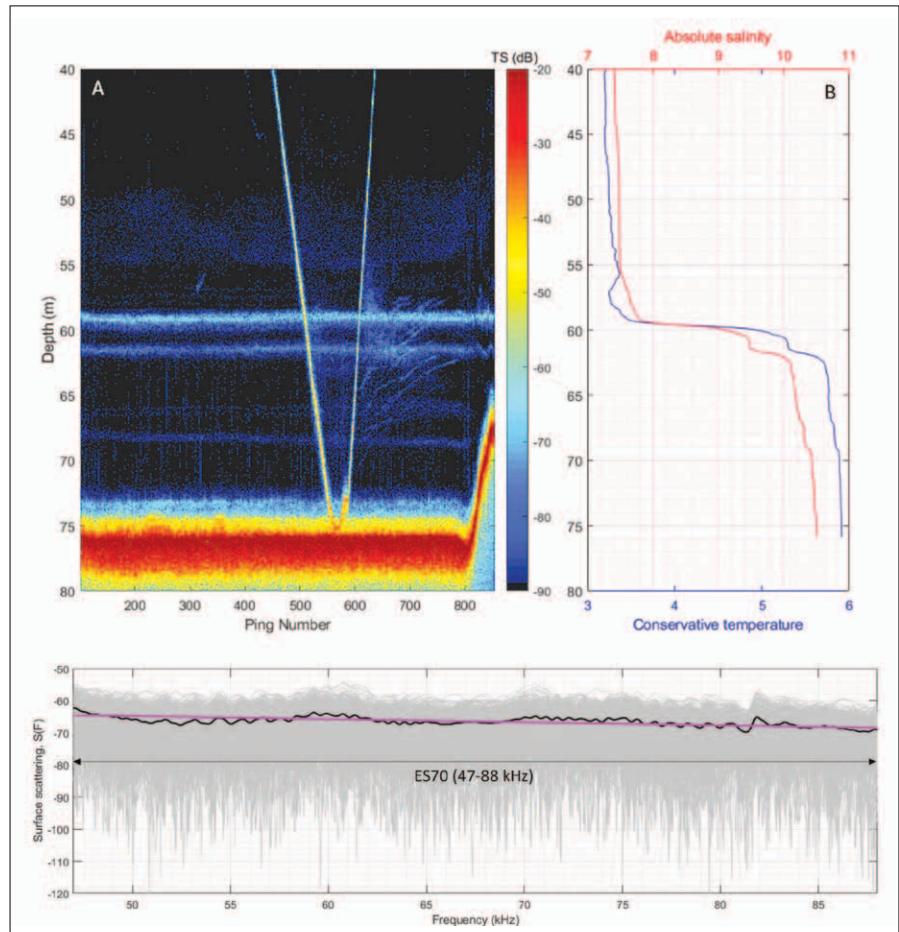 Absolute salinity
7 8 9 10 11
TS (dB)
A
B
40 -20 40
45 45
-30
50 50
-40
55 55
-50
Depth (m)
60 60
-60
65 65
-70
70 70
-80
75 75
80 -90 80
200 300 400 500 600 700 800
3 4 5 6
Ping Number
Conservative temperature
-50
-60
-70
-80
ES70 (47-88 kHz)
-90
-100
-110
-120
Surface scattering, S(F)
50 55 60 65 70 75 81 85
Frequency (kHz)